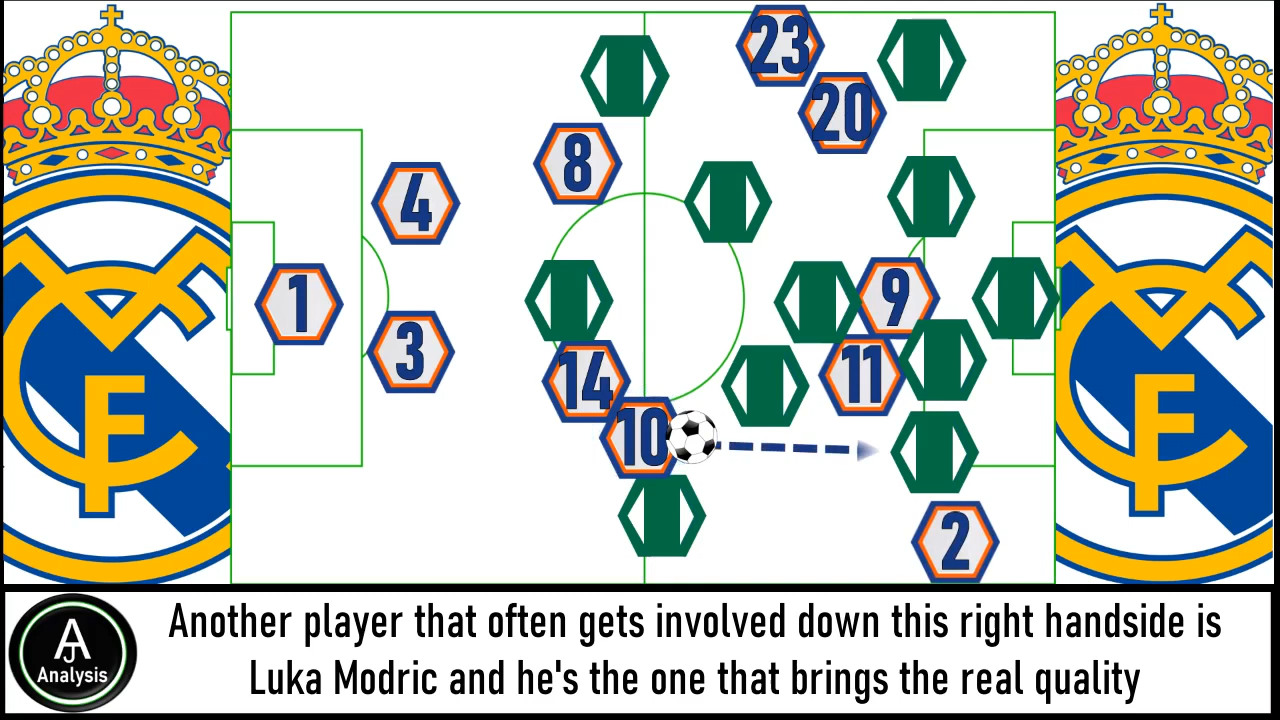 23
20
8
4
1
9
3
14
11
10
2
Another player that often gets involved down this right handside is
Luka Modric and he's the one that brings the real quality
AJ
Analysis